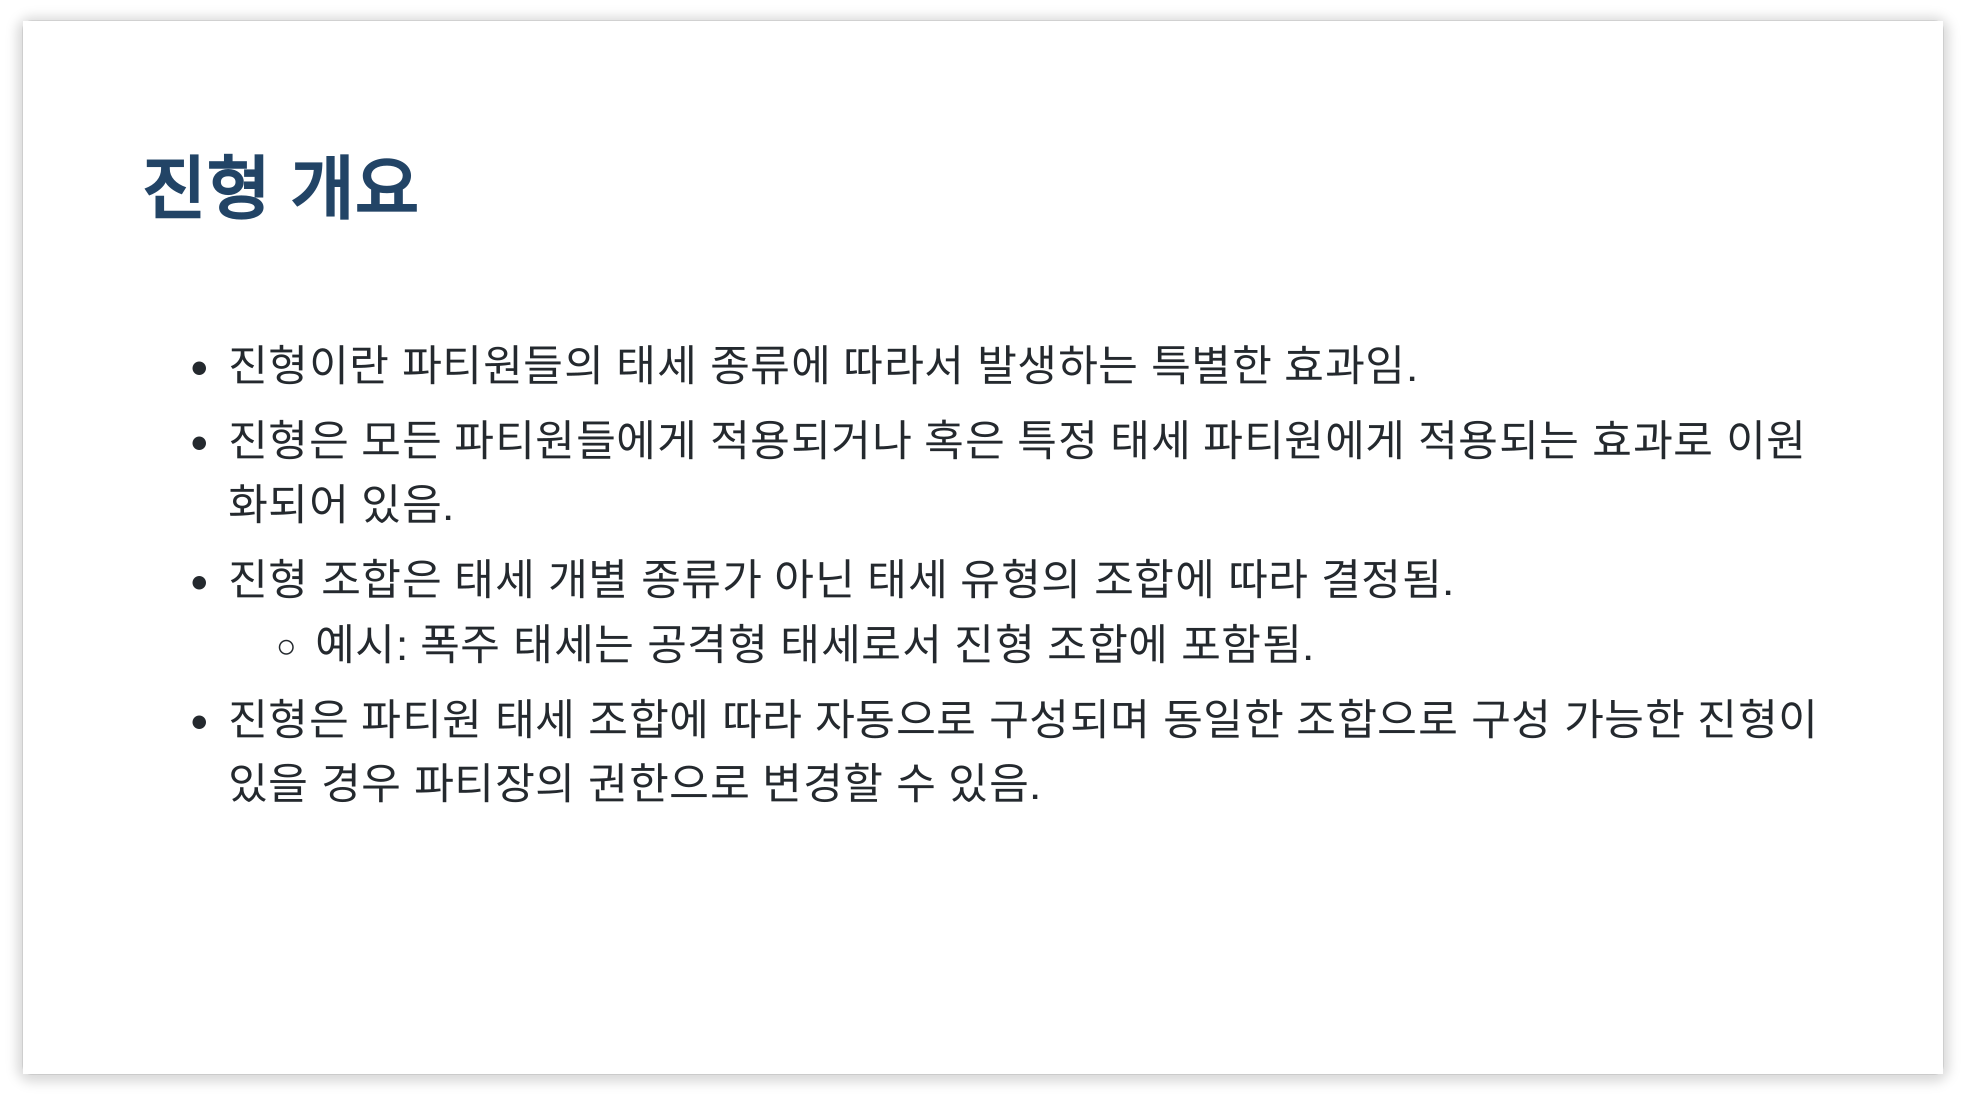 진형 개요
• 진형이란 파티원들의 태세 종류에 따라서 발생하는 특별한 효과임.
• 진형은 모든 파티원들에게 적용되거나 혹은 특정 태세 파티원에게 적용되는 효과로 이원
화되어 있음.
• 진형 조합은 태세 개별 종류가 아닌 태세 유형의 조합에 따라 결정됨.
○ 예시: 폭주 태세는 공격형 태세로서 진형 조합에 포함됨.
• 진형은 파티원 태세 조합에 따라 자동으로 구성되며 동일한 조합으로 구성 가능한 진형이
있을 경우 파티장의 권한으로 변경할 수 있음.